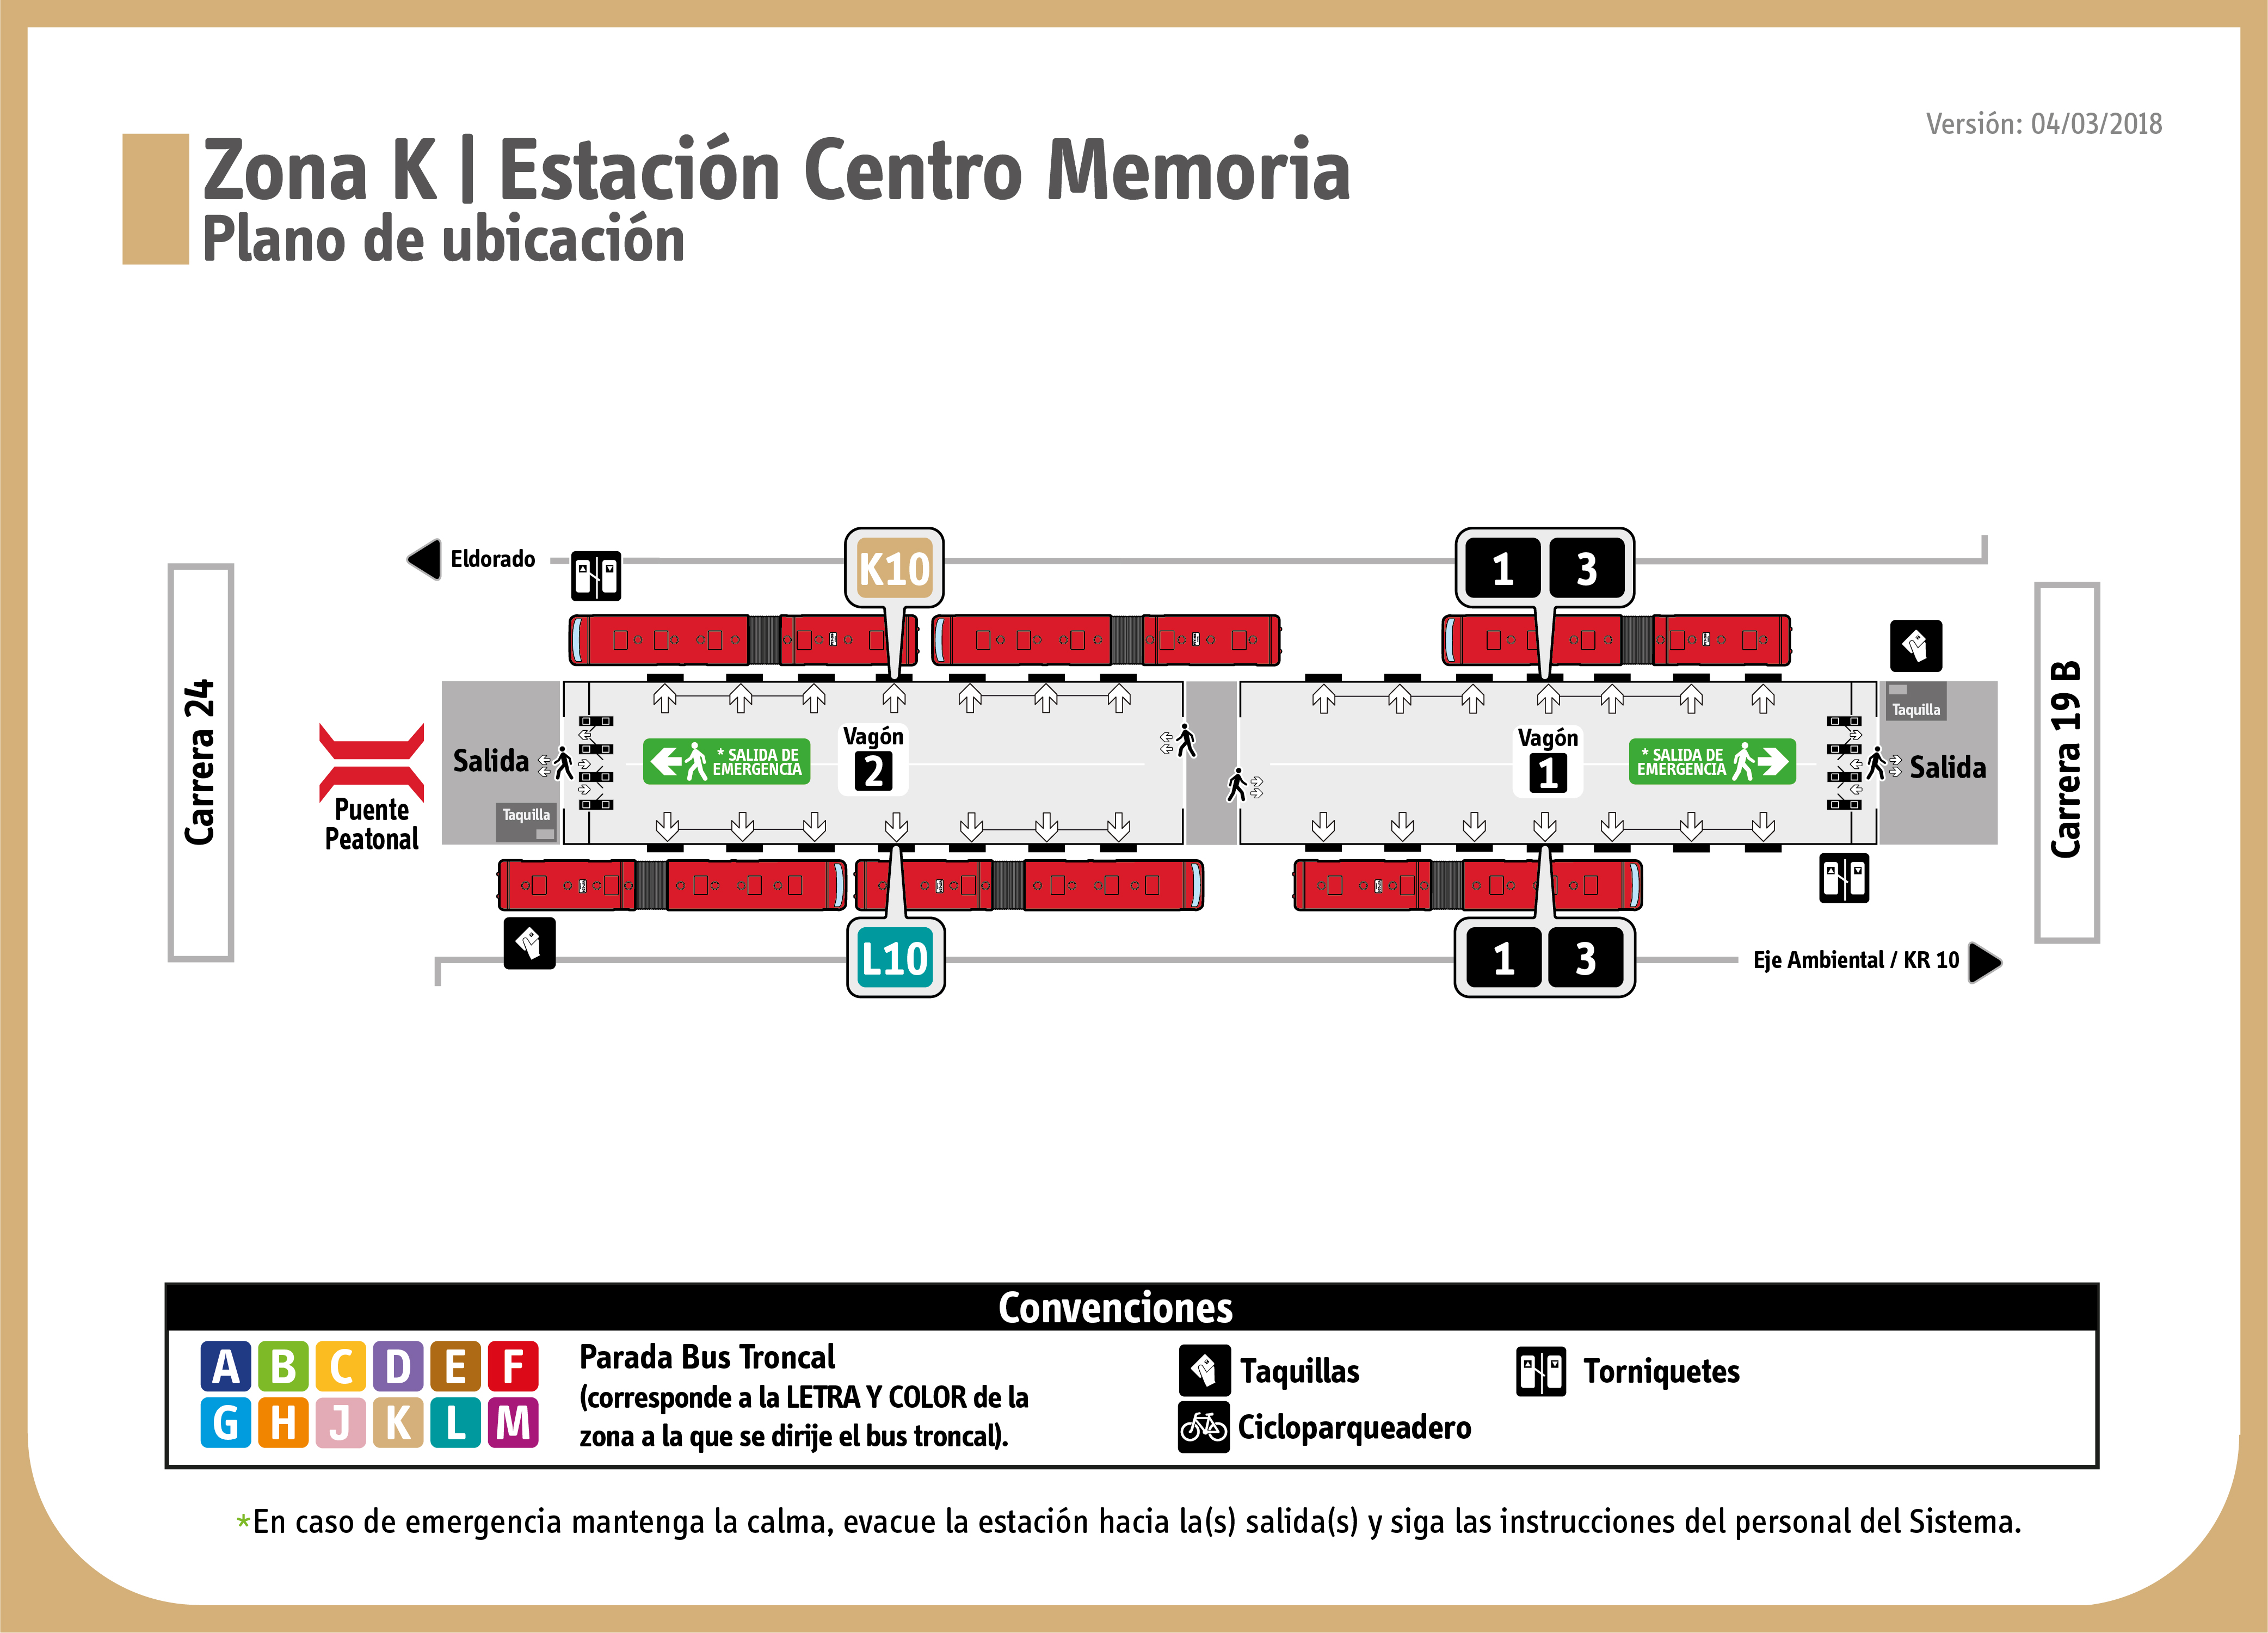 Versión: 04/03/2018
Zona K | Estación Centro Memoria
Plano de ubicación
Eldorado
K10
1 3
Carrera 24
Puente
Peatonal
Salida
Taquilla
* SALIDA DE
EMERGENCIA
Vagón
2
Vagón
1
* SALIDA DE
EMERGENCIA
Taquilla
Salida
Carrera 19 B
L10
1 3
Eje Ambiental / KR 10
Convenciones
A B C D E F
G H J K L M
Parada Bus Troncal
(corresponde a la LETRA Y COLOR de la
zona a la que se dirije el bus troncal).
Taquillas
Cicloparqueadero
Torniquetes
*En caso de emergencia mantenga la calma, evacue la estación hacia la(s) salida(s) y siga las instrucciones del personal del Sistema.